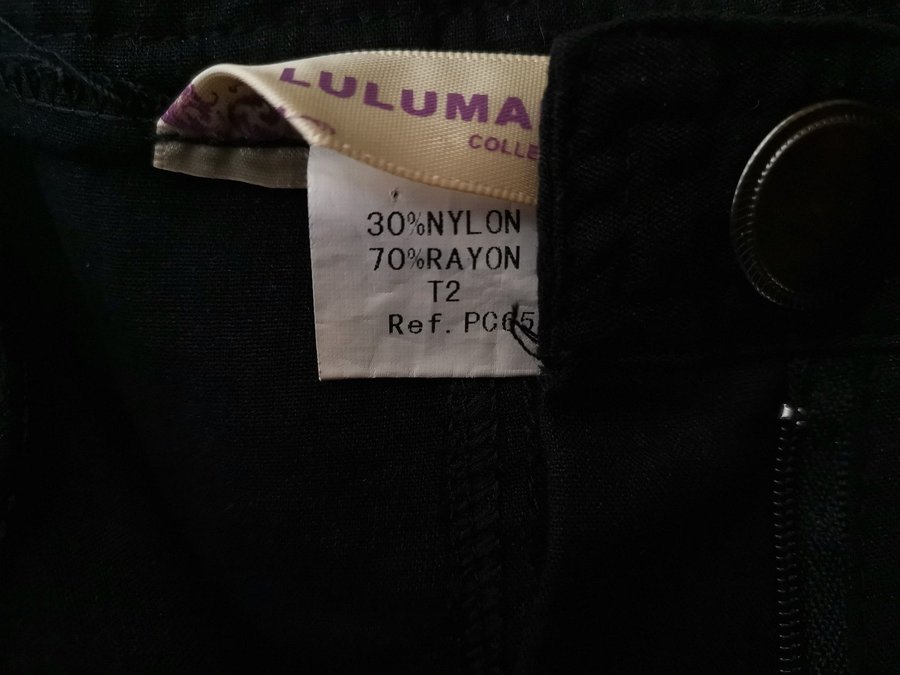 LULUMA
COLLE
30%NYLON
70%RAYON
T2
Ref. PC65